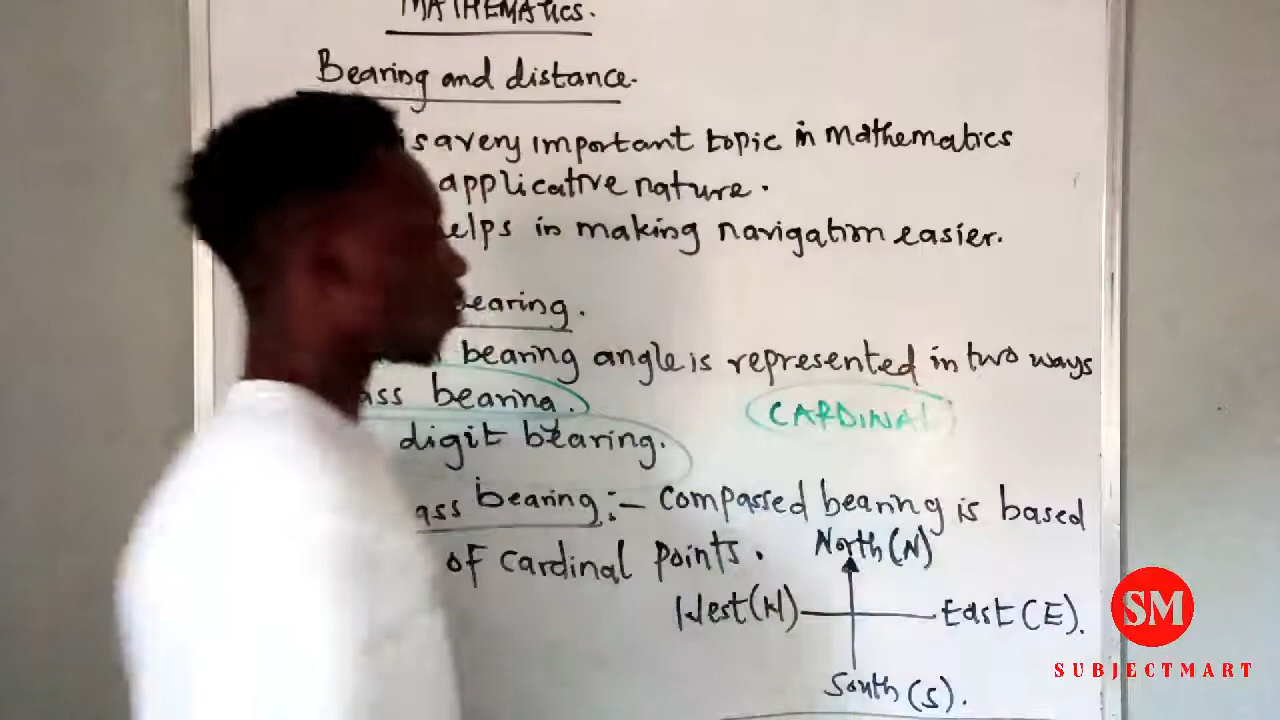 MATHEMATICS.
Bearing and distance.
is a very important topic in mathematics
applicative nature.
elps in making navigation easier.
earing.
bearing angle is represented in two ways
ass bearing.
CARDINAL
digit bearing.
ass bearing :- compassed bearing is based
of cardinal points.
North (N)
West (W)
East (E).
South (S).
SM
SUBJECTMART